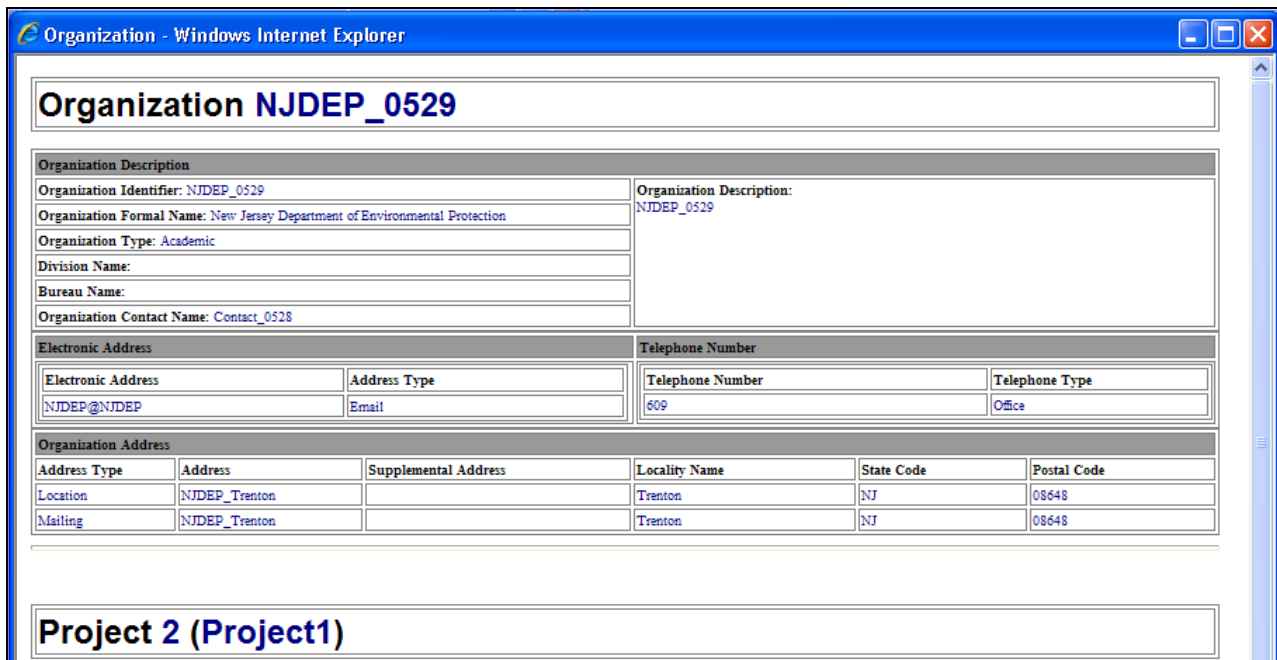 Organization - Windows Internet Explorer
Organization NJDEP_0529
Organization Description
Organization Identifier: NJDEP_0529
Organization Description:
NJDEP_0529
Organization Formal Name: New Jersey Department of Environmental Protection
Organization Type: Academic
Division Name:
Bureau Name:
Organization Contact Name: Contact_0528
Electronic Address Telephone Number
Electronic Address Address Type Telephone Number Telephone Type
NJDEP@NJDEP Email 609 Office
Organization Address
Address Type Address Supplemental Address Locality Name State Code Postal Code
Location NJDEP_Trenton Trenton NJ 08648
Mailing NJDEP_Trenton Trenton NJ 08648
Project 2 (Project1)